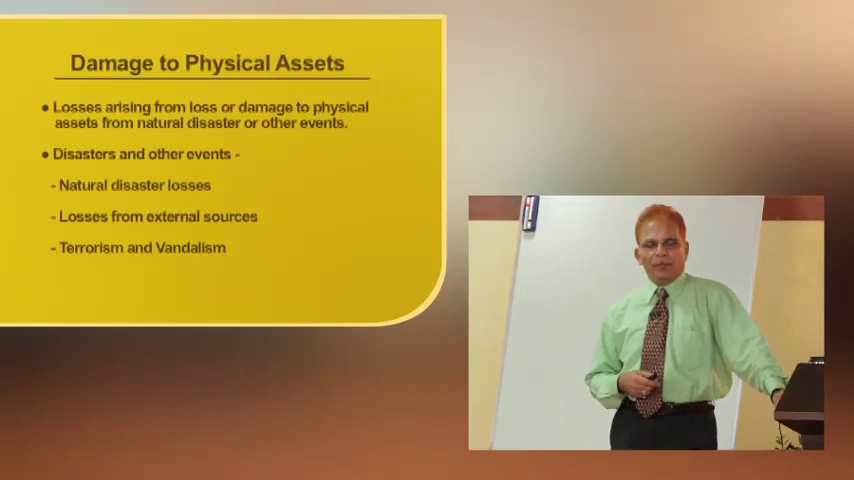 Damage to Physical Assets
● Losses arising from loss or damage to physical
assets from natural disaster or other events.
● Disasters and other events -
- Natural disaster losses
- Losses from external sources
- Terrorism and Vandalism